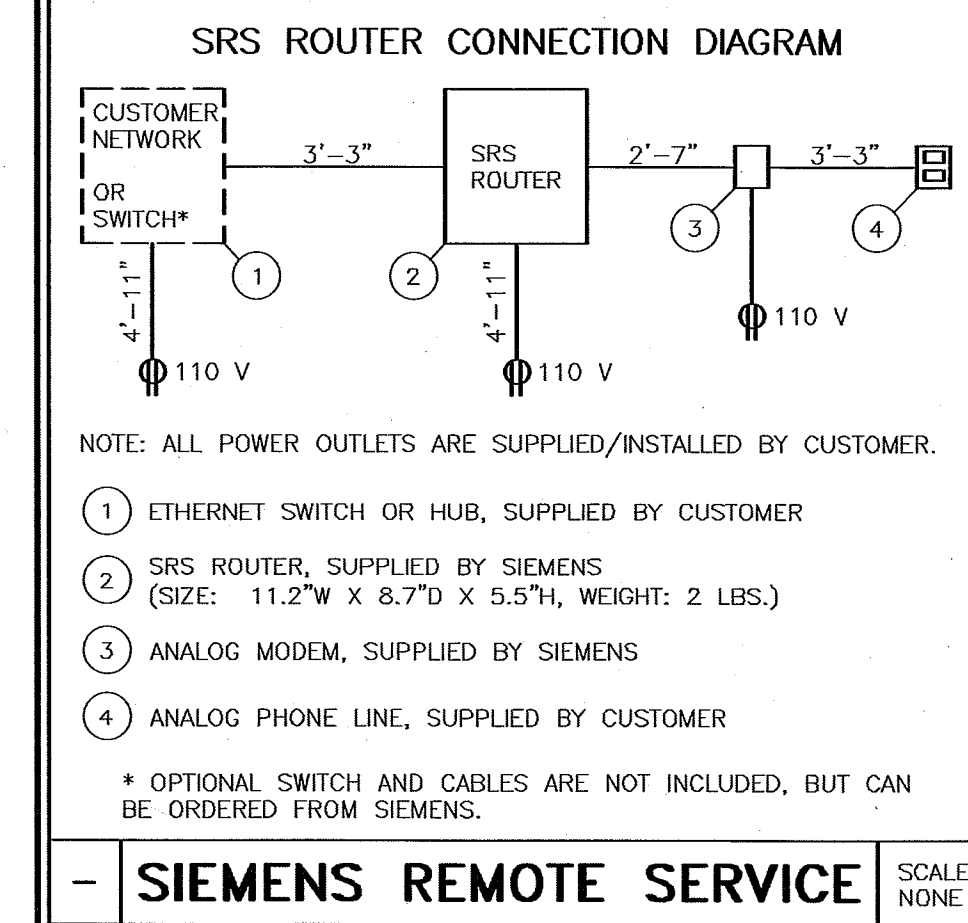 SRS ROUTER CONNECTION DIAGRAM
CUSTOMER
NETWORK
OR
SWITCH*
3'-3"
SRS
ROUTER
2'-7"
3'-3"
1
2
3
4
4'-11"
4'-11"
110 V
110 V
110 V
NOTE: ALL POWER OUTLETS ARE SUPPLIED/INSTALLED BY CUSTOMER.
1 ETHERNET SWITCH OR HUB, SUPPLIED BY CUSTOMER
2 SRS ROUTER, SUPPLIED BY SIEMENS
(SIZE: 11.2"W X 8.7"D X 5.5"H, WEIGHT: 2 LBS.)
3 ANALOG MODEM, SUPPLIED BY SIEMENS
4 ANALOG PHONE LINE, SUPPLIED BY CUSTOMER
* OPTIONAL SWITCH AND CABLES ARE NOT INCLUDED, BUT CAN
BE ORDERED FROM SIEMENS.
- SIEMENS REMOTE SERVICE
SCALE
NONE